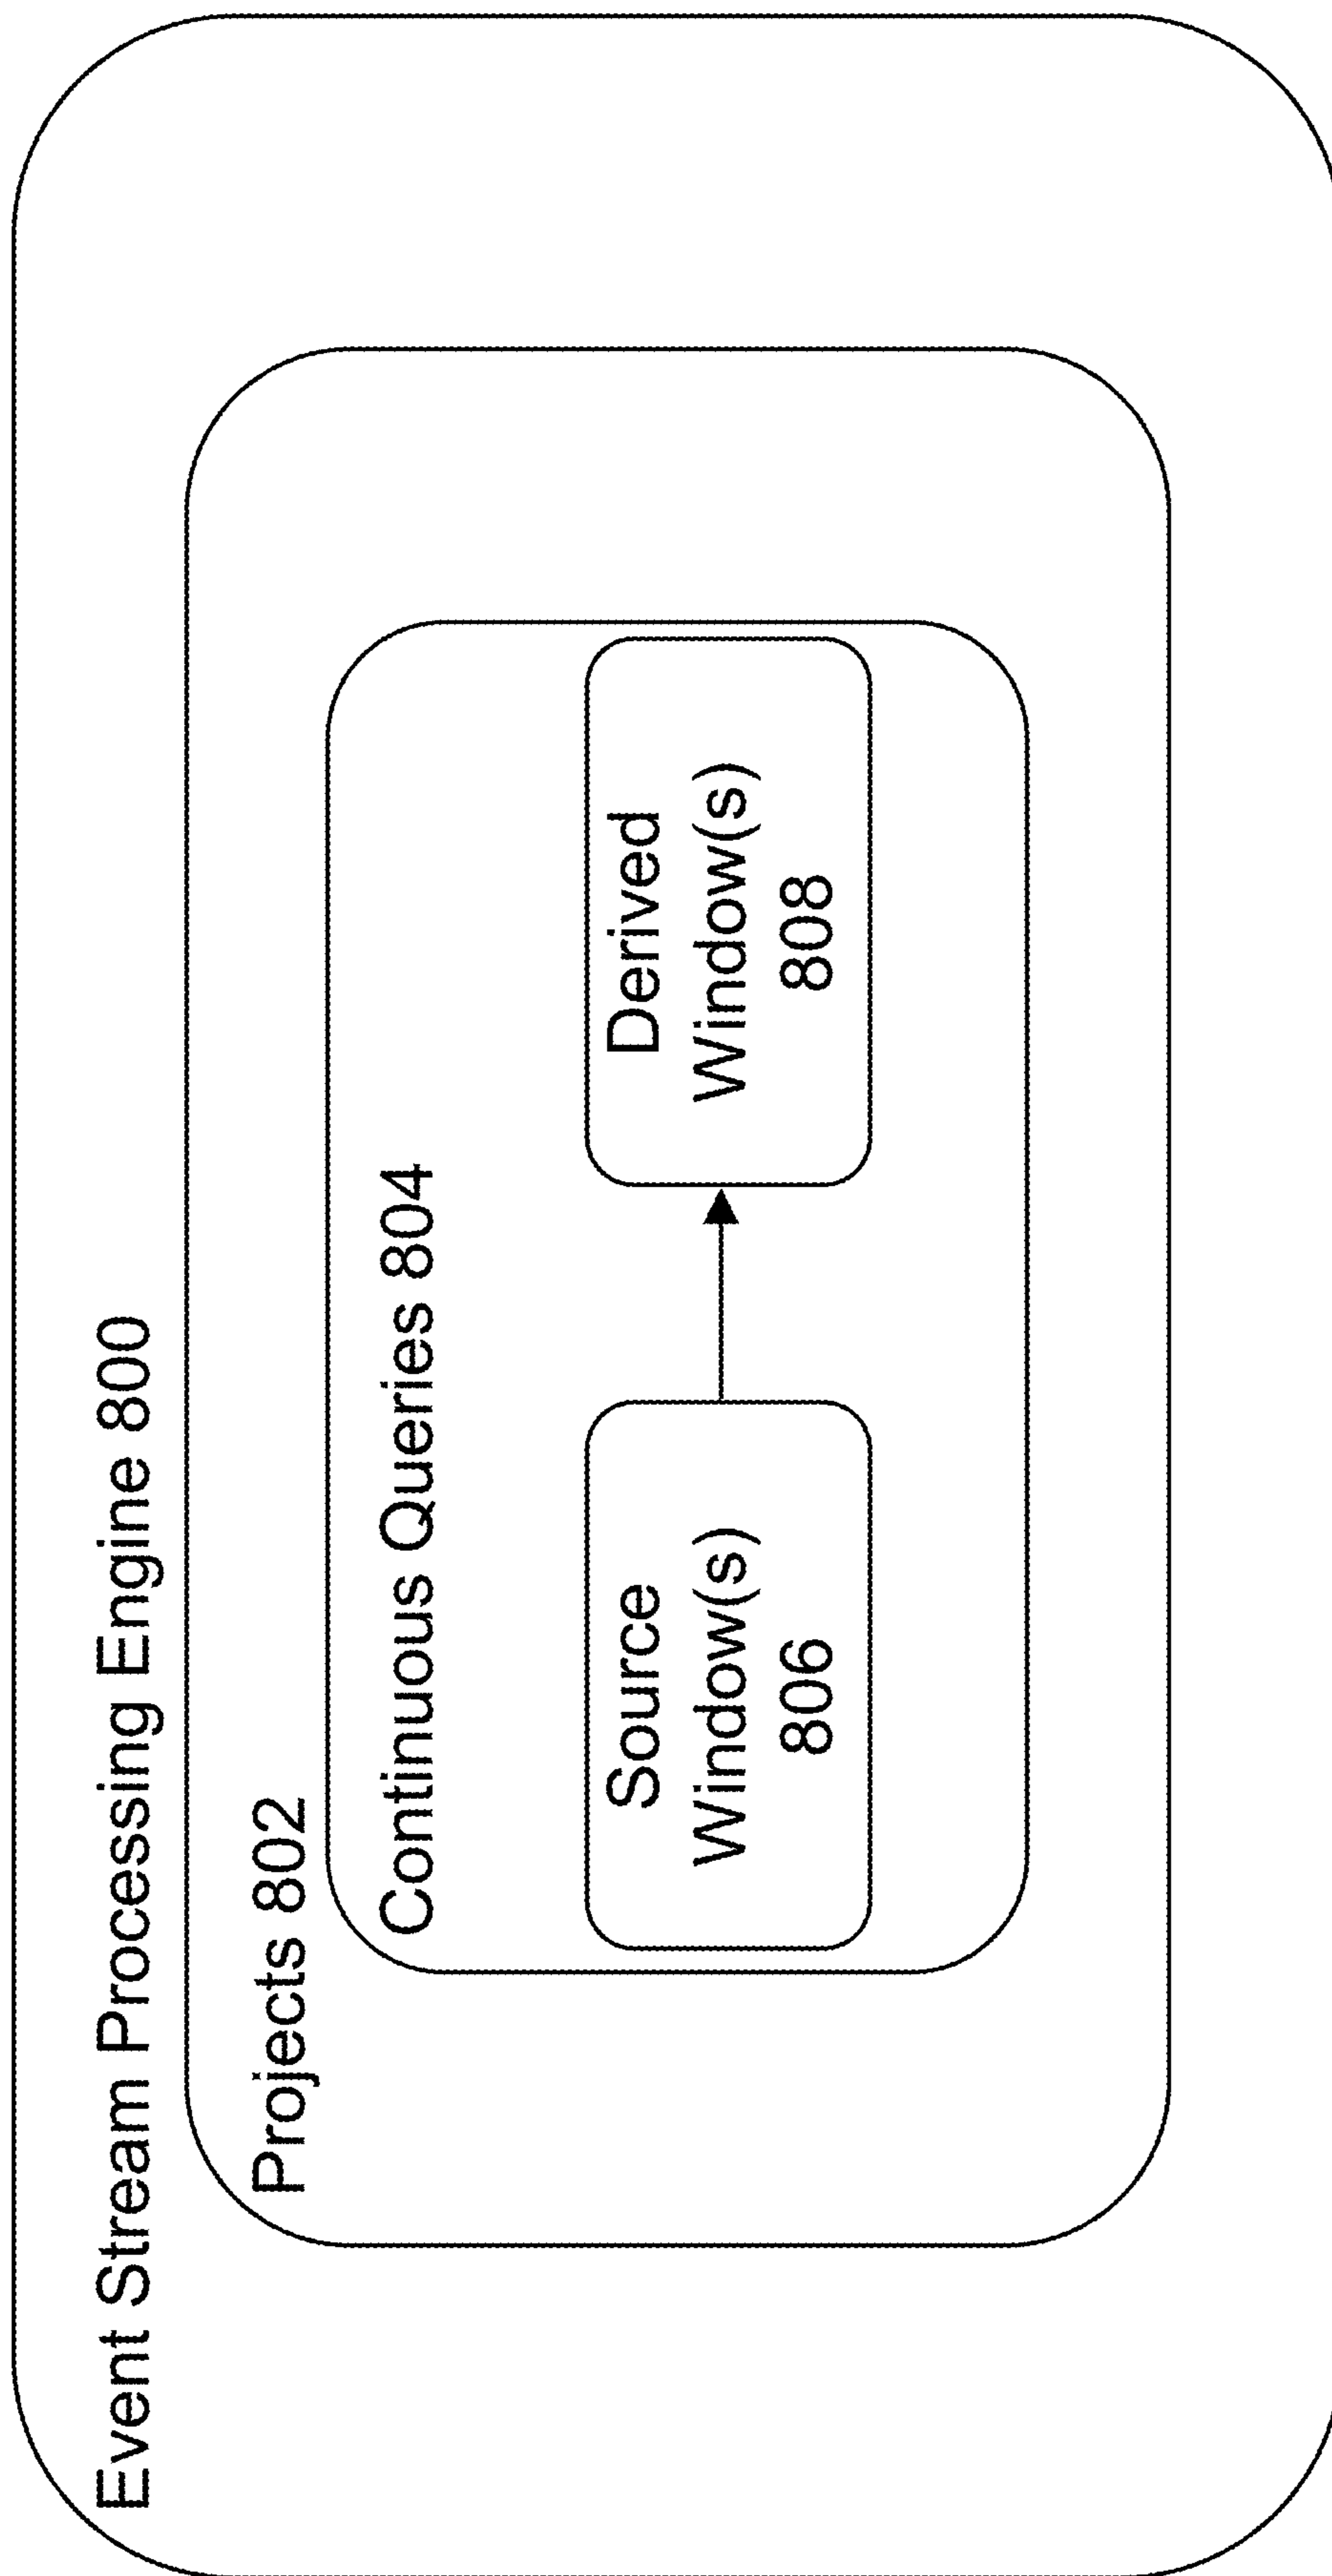 Event Stream Processing Engine 800
Projects 802
Continuous Queries 804
Source
Window(s)
806
Derived
Window(s)
808